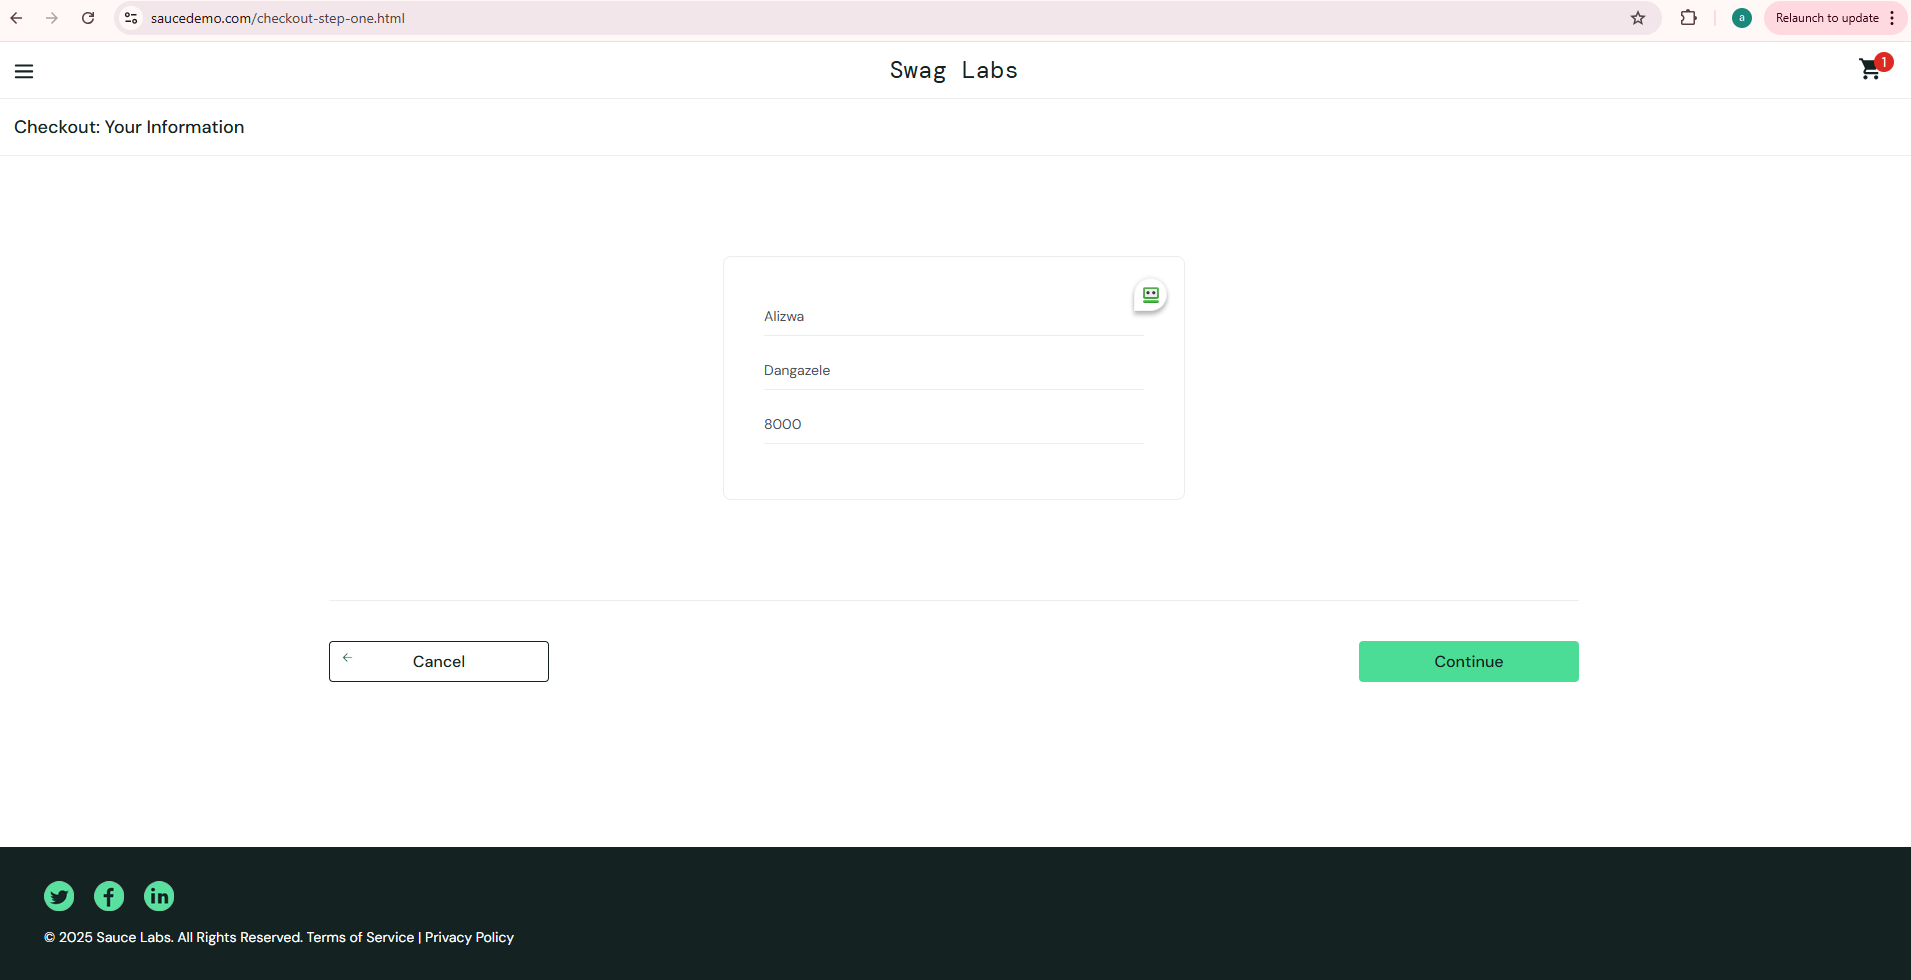 saucedemo.com/checkout-step-one.html
a
Relaunch to update
Swag Labs
1
Checkout: Your Information
Alizwa
Dangazele
8000
Cancel
Continue
© 2025 Sauce Labs. All Rights Reserved. Terms of Service | Privacy Policy